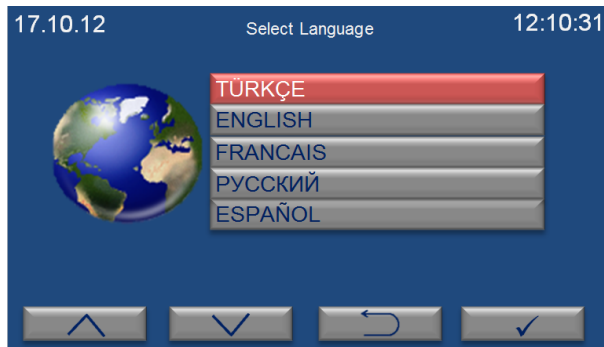 17.10.12 Select Language 12:10:31
TÜRKÇE
ENGLISH
FRANCAIS
РУССКИЙ
ESPAÑOL